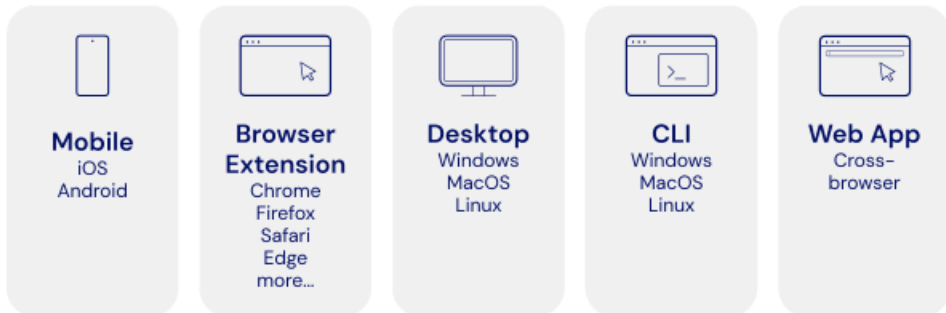 Mobile
iOS
Android
Browser
Extension
Chrome
Firefox
Safari
Edge
more...
Desktop
Windows
MacOS
Linux
CLI
Windows
MacOS
Linux
Web App
Cross-
browser